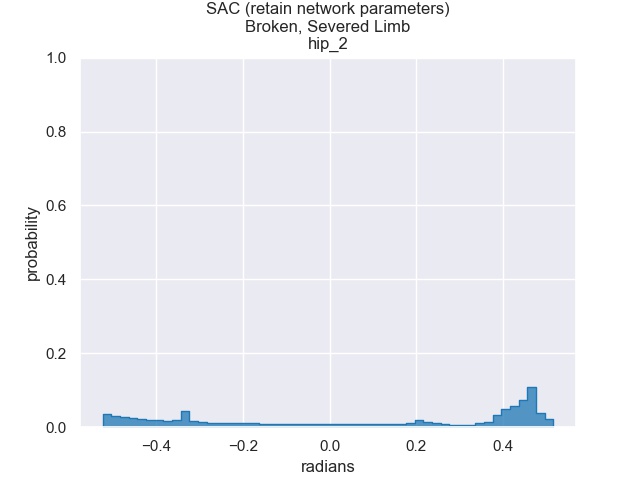 SAC (retain network parameters)
Broken, Severed Limb
hip_2
1.0
0.8
0.6
0.4
0.2
0.0
probability
−0.4
−0.2
0.0
0.2
0.4
radians